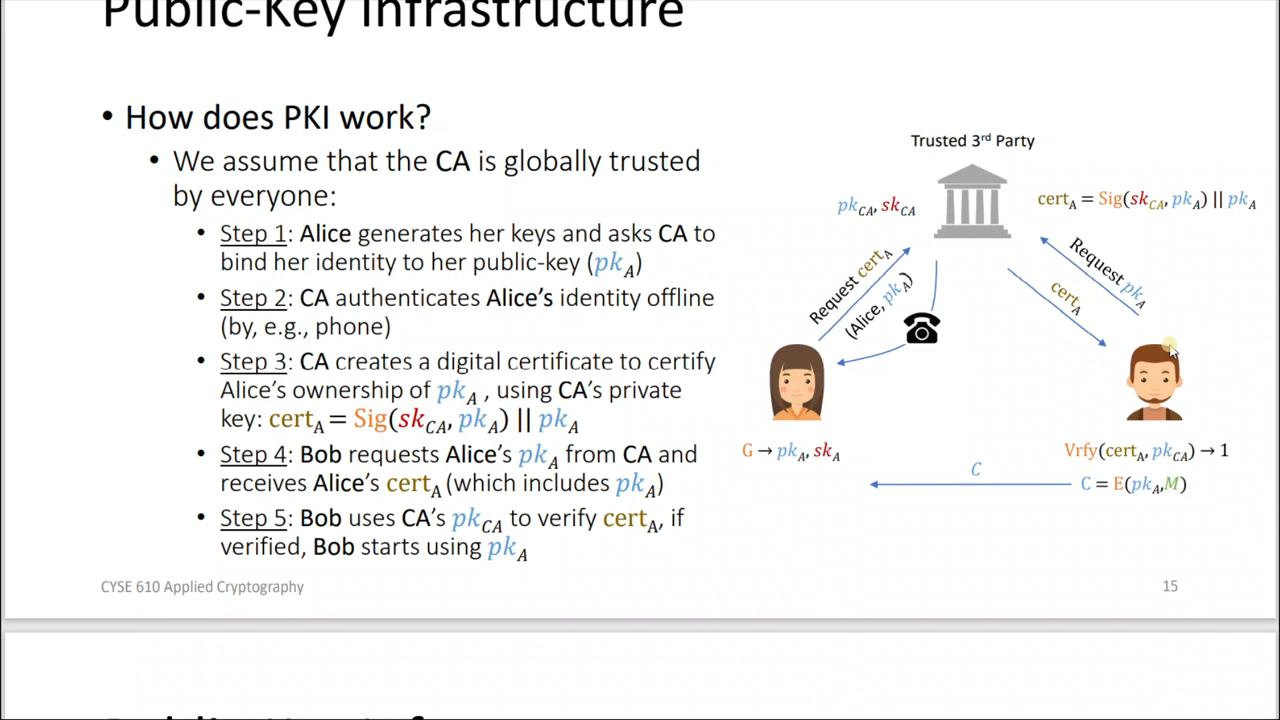 Public-Key Infrastructure
• How does PKI work?
• We assume that the CA is globally trusted
by everyone:
• Step 1: Alice generates her keys and asks CA to
bind her identity to her public-key (pk_A)
• Step 2: CA authenticates Alice's identity offline
(by, e.g., phone)
• Step 3: CA creates a digital certificate to certify
Alice's ownership of pk_A , using CA's private
key: cert_A = Sig(sk_CA, pk_A) || pk_A
• Step 4: Bob requests Alice's pk_A from CA and
receives Alice's cert_A (which includes pk_A)
• Step 5: Bob uses CA's pk_CA to verify cert_A, if
verified, Bob starts using pk_A
Trusted 3rd Party
pk_CA, sk_CA
cert_A = Sig(sk_CA, pk_A) || pk_A
Request cert_A
(Alice, pk_A)
Request pk_A
cert_A
G → pk_A, sk_A
Vrfy(cert_A, pk_CA) → 1
C
C = E(pk_A,M)
CYSE 610 Applied Cryptography
15